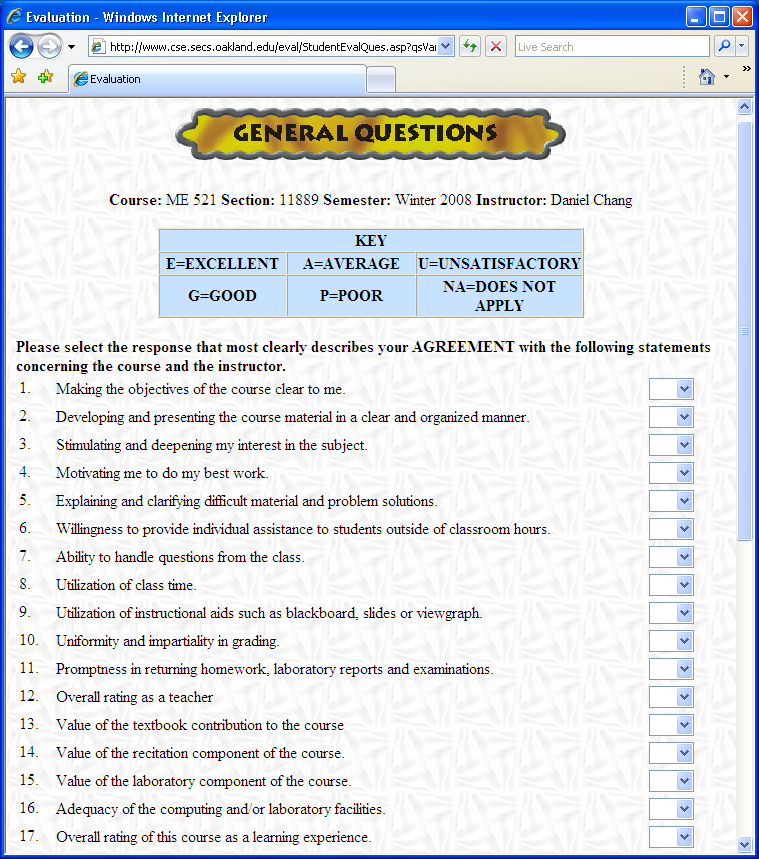 Evaluation - Windows Internet Explorer
http://www.cse.secs.oakland.edu/eval/StudentEvalQues.asp?qsVa
Live Search
Evaluation
GENERAL QUESTIONS
Course: ME 521 Section: 11889 Semester: Winter 2008 Instructor: Daniel Chang
KEY
E=EXCELLENT A=AVERAGE U=UNSATISFACTORY
G=GOOD P=POOR NA=DOES NOT
APPLY
Please select the response that most clearly describes your AGREEMENT with the following statements
concerning the course and the instructor.
1. Making the objectives of the course clear to me.
2. Developing and presenting the course material in a clear and organized manner.
3. Stimulating and deepening my interest in the subject.
4. Motivating me to do my best work.
5. Explaining and clarifying difficult material and problem solutions.
6. Willingness to provide individual assistance to students outside of classroom hours.
7. Ability to handle questions from the class.
8. Utilization of class time.
9. Utilization of instructional aids such as blackboard, slides or viewgraph.
10. Uniformity and impartiality in grading.
11. Promptness in returning homework, laboratory reports and examinations.
12. Overall rating as a teacher
13. Value of the textbook contribution to the course
14. Value of the recitation component of the course.
15. Value of the laboratory component of the course.
16. Adequacy of the computing and/or laboratory facilities.
17. Overall rating of this course as a learning experience.